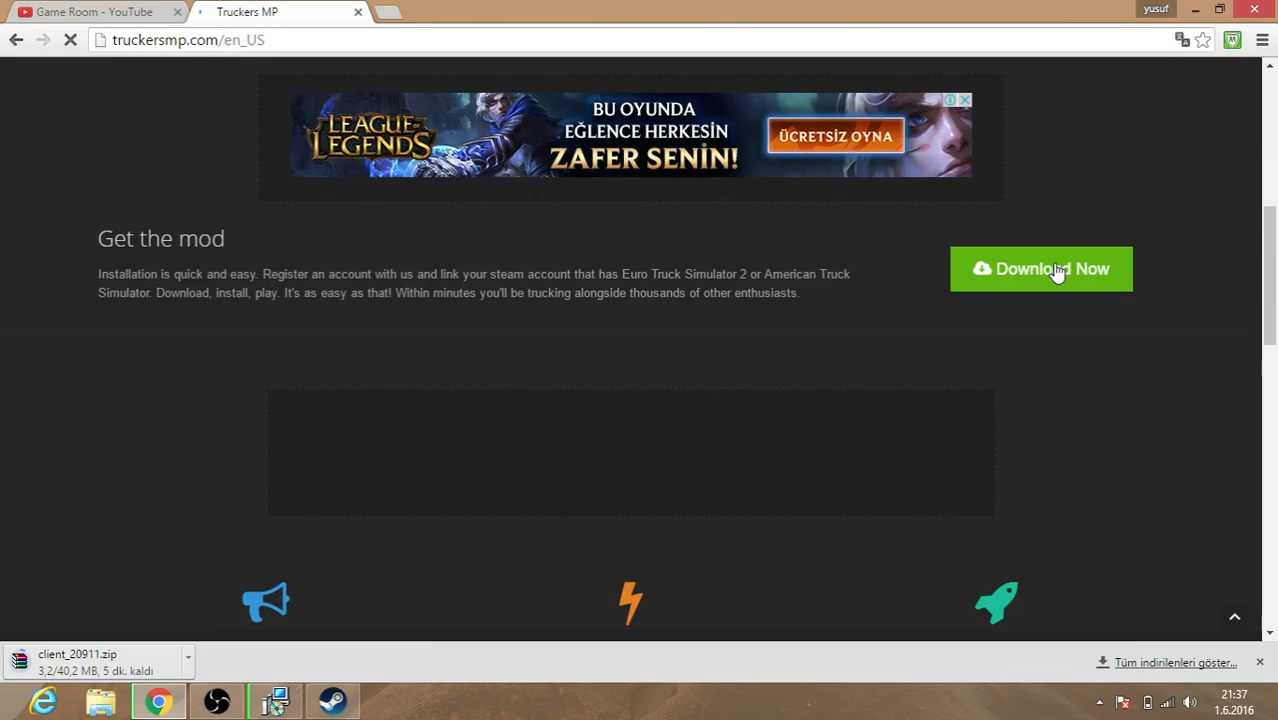 Game Room - YouTube
Truckers MP
yusuf
truckersmp.com/en_US
LEAGUE OF LEGENDS
BU OYUNDA
EĞLENCE HERKESİN
ZAFER SENİN!
ÜCRETSİZ OYNA
Get the mod
Installation is quick and easy. Register an account with us and link your steam account that has Euro Truck Simulator 2 or American Truck
Simulator. Download, install, play. It's as easy as that! Within minutes you'll be trucking alongside thousands of other enthusiasts.
Download Now
client_20911.zip
3,2/40,2 MB, 5 dk. kaldı
Tüm indirilenleri göster...
21:37
1.6.2016